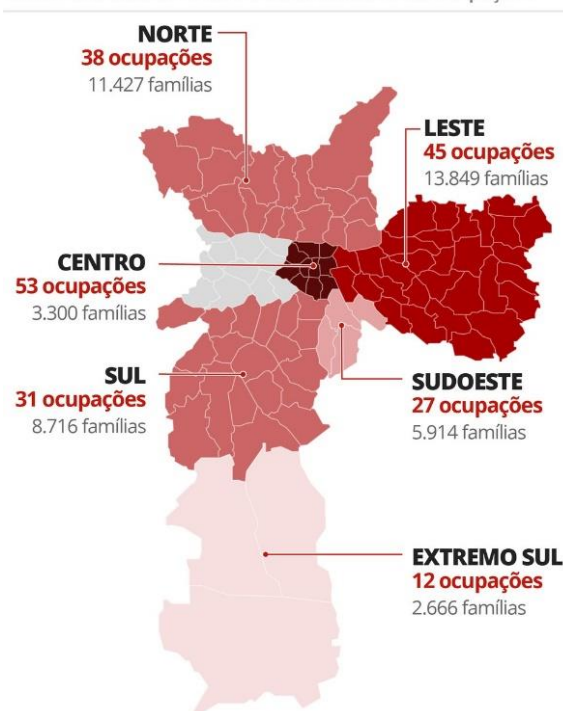 NORTE
38 ocupações
11.427 famílias
LESTE
45 ocupações
13.849 famílias
CENTRO
53 ocupações
3.300 famílias
SUL
31 ocupações
8.716 famílias
SUDOESTE
27 ocupações
5.914 famílias
EXTREMO SUL
12 ocupações
2.666 famílias